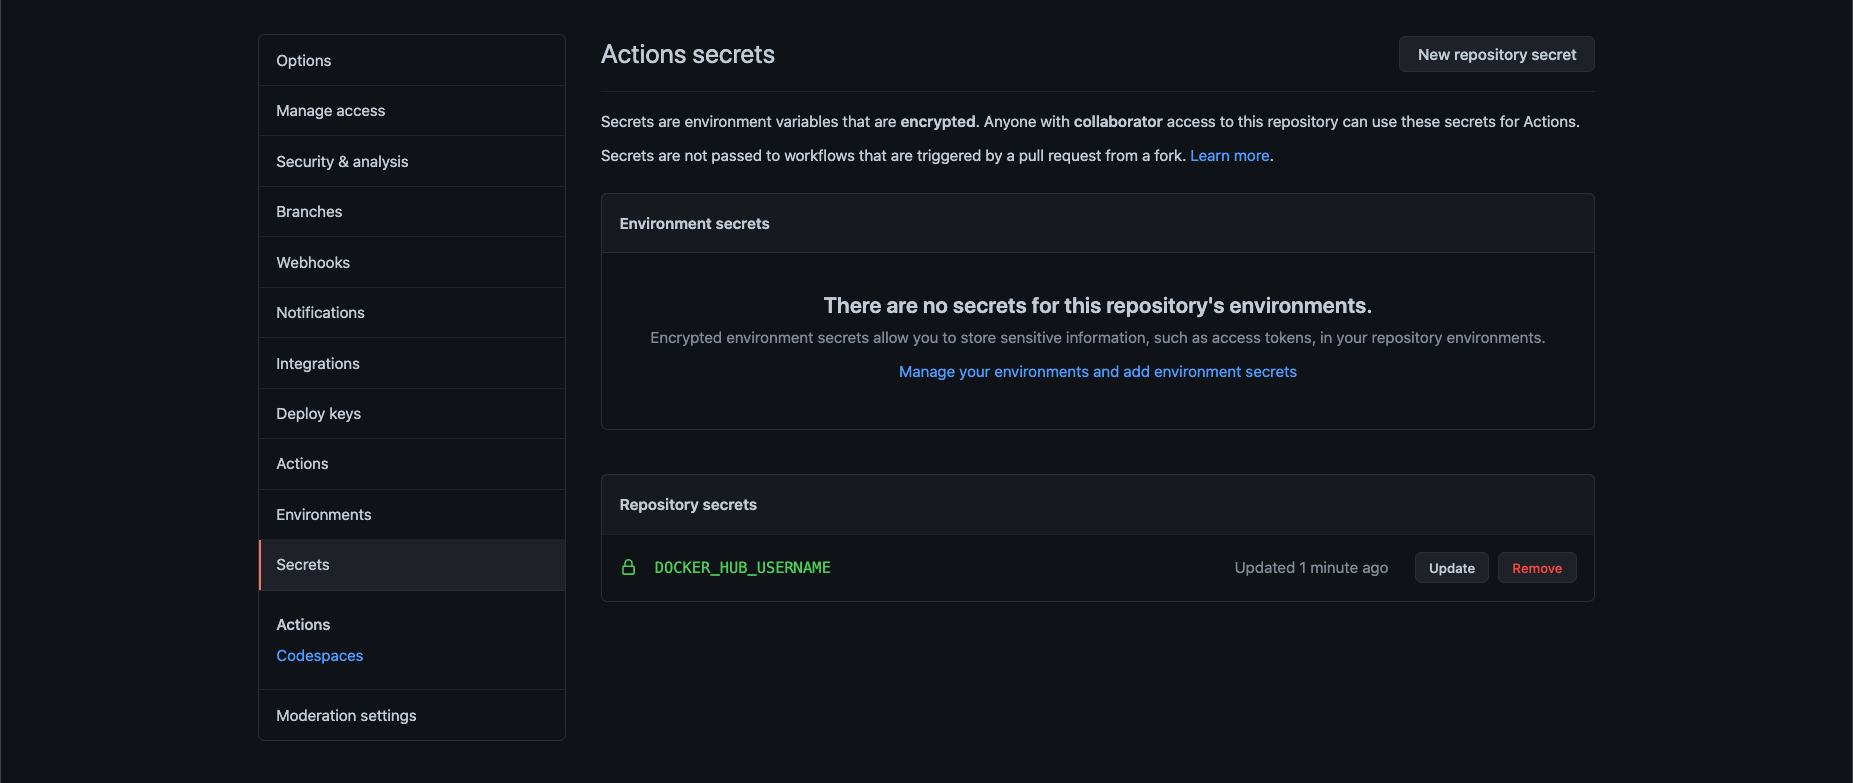 Options
Manage access
Security & analysis
Branches
Webhooks
Notifications
Integrations
Deploy keys
Actions
Environments
Secrets
Actions
Codespaces
Moderation settings
Actions secrets
New repository secret
Secrets are environment variables that are encrypted. Anyone with collaborator access to this repository can use these secrets for Actions.
Secrets are not passed to workflows that are triggered by a pull request from a fork. Learn more.
Environment secrets
There are no secrets for this repository's environments.
Encrypted environment secrets allow you to store sensitive information, such as access tokens, in your repository environments.
Manage your environments and add environment secrets
Repository secrets
DOCKER_HUB_USERNAME Updated 1 minute ago Update Remove